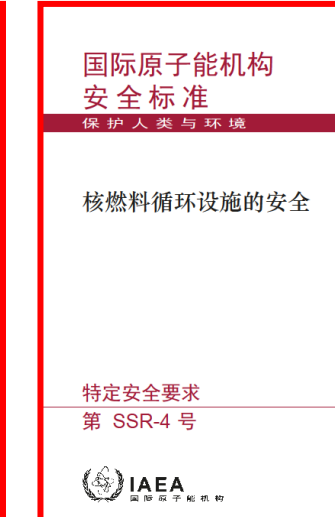 国际原子能机构
安全标准
保护人类与环境
核燃料循环设施的安全
特定安全要求
第 SSR-4 号
IAEA
国际原子能机构